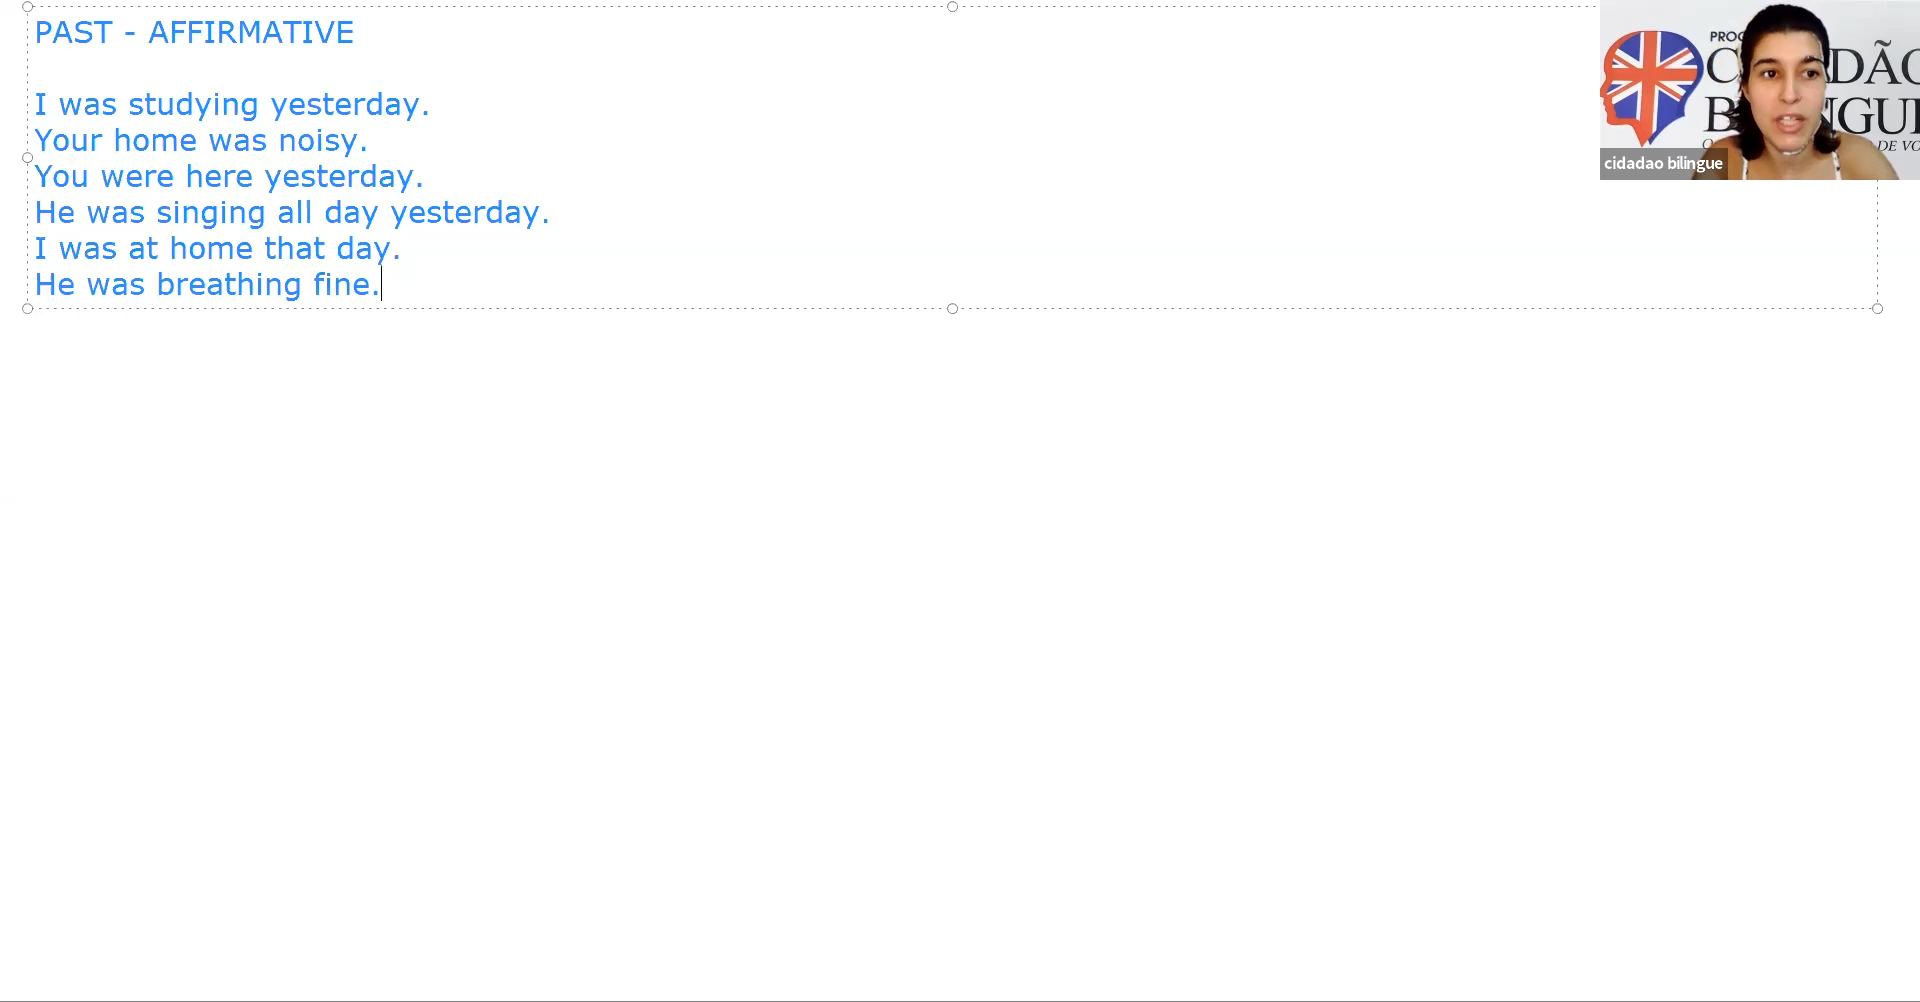 PAST - AFFIRMATIVE
I was studying yesterday.
Your home was noisy.
You were here yesterday.
He was singing all day yesterday.
I was at home that day.
He was breathing fine.
cidadao bilingue